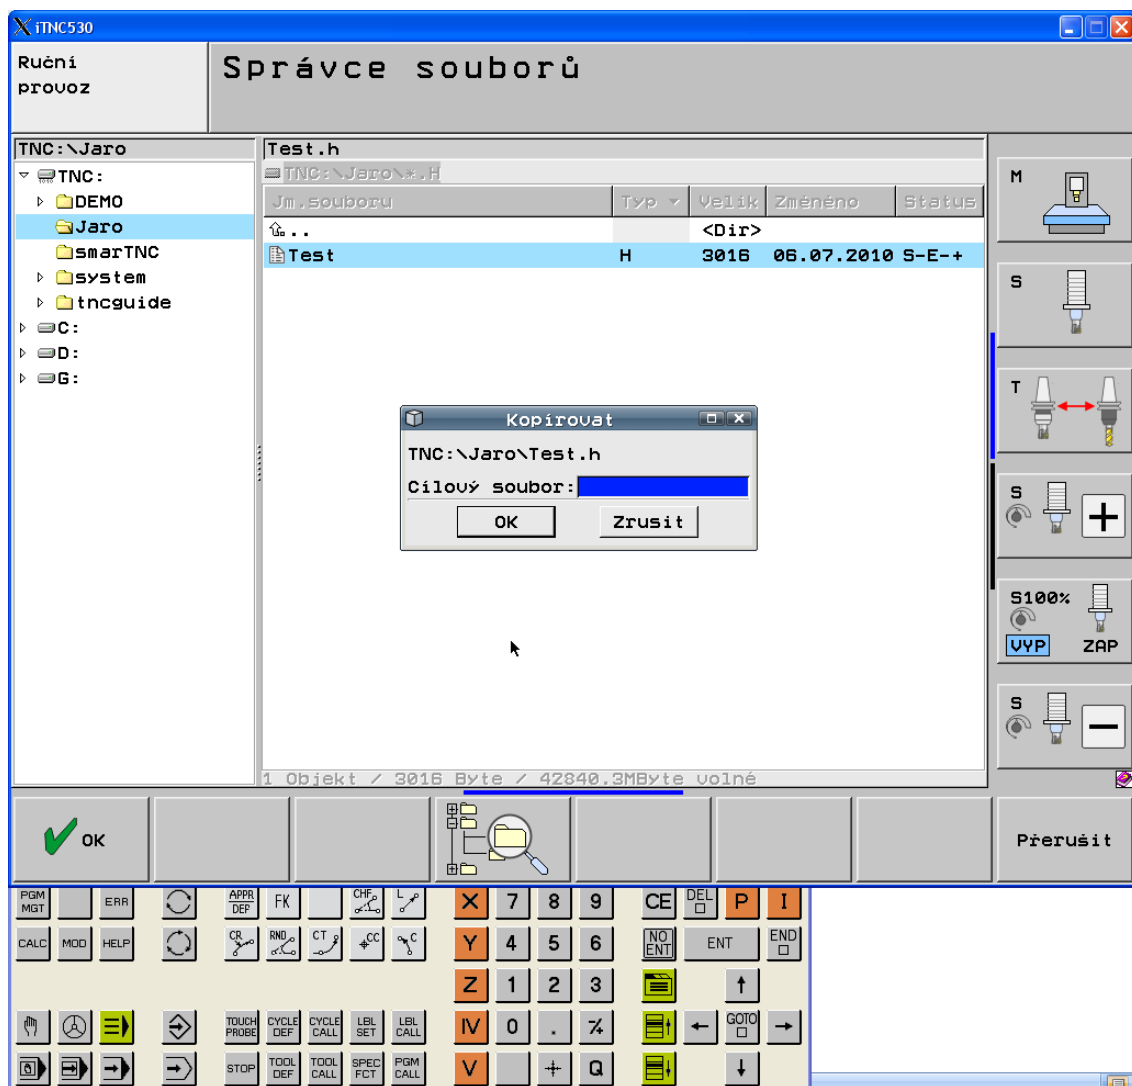 iTNC530
Ruční
provoz
Správce souborů
TNC:\Jaro
TNC:
DEMO
Jaro
smarTNC
system
tncguide
C:
D:
G:
Test.h
TNC:\Jaro\*.H
Jm.souboru Typ Velik Změněno Status
.. <Dir>
Test H 3016 06.07.2010 S-E-+
Kopírovat
TNC:\Jaro\Test.h
Cílový soubor:
OK Zrusit
1 Objekt / 3016 Byte / 42840.3MByte volné
M
S
T
S
S100%
VYP ZAP
S
OK
Přerušit
PGM MGT ERR APPR DEP FK CHF L X 7 8 9 CE DEL P I
CALC MOD HELP CR RND CT CC C Y 4 5 6 NO ENT ENT END
Z 1 2 3
TOUCH PROBE CYCLE DEF CYCLE CALL LBL SET LBL CALL IV 0 . GOTO
STOP TOOL DEF TOOL CALL SPEC FCT PGM CALL V Q